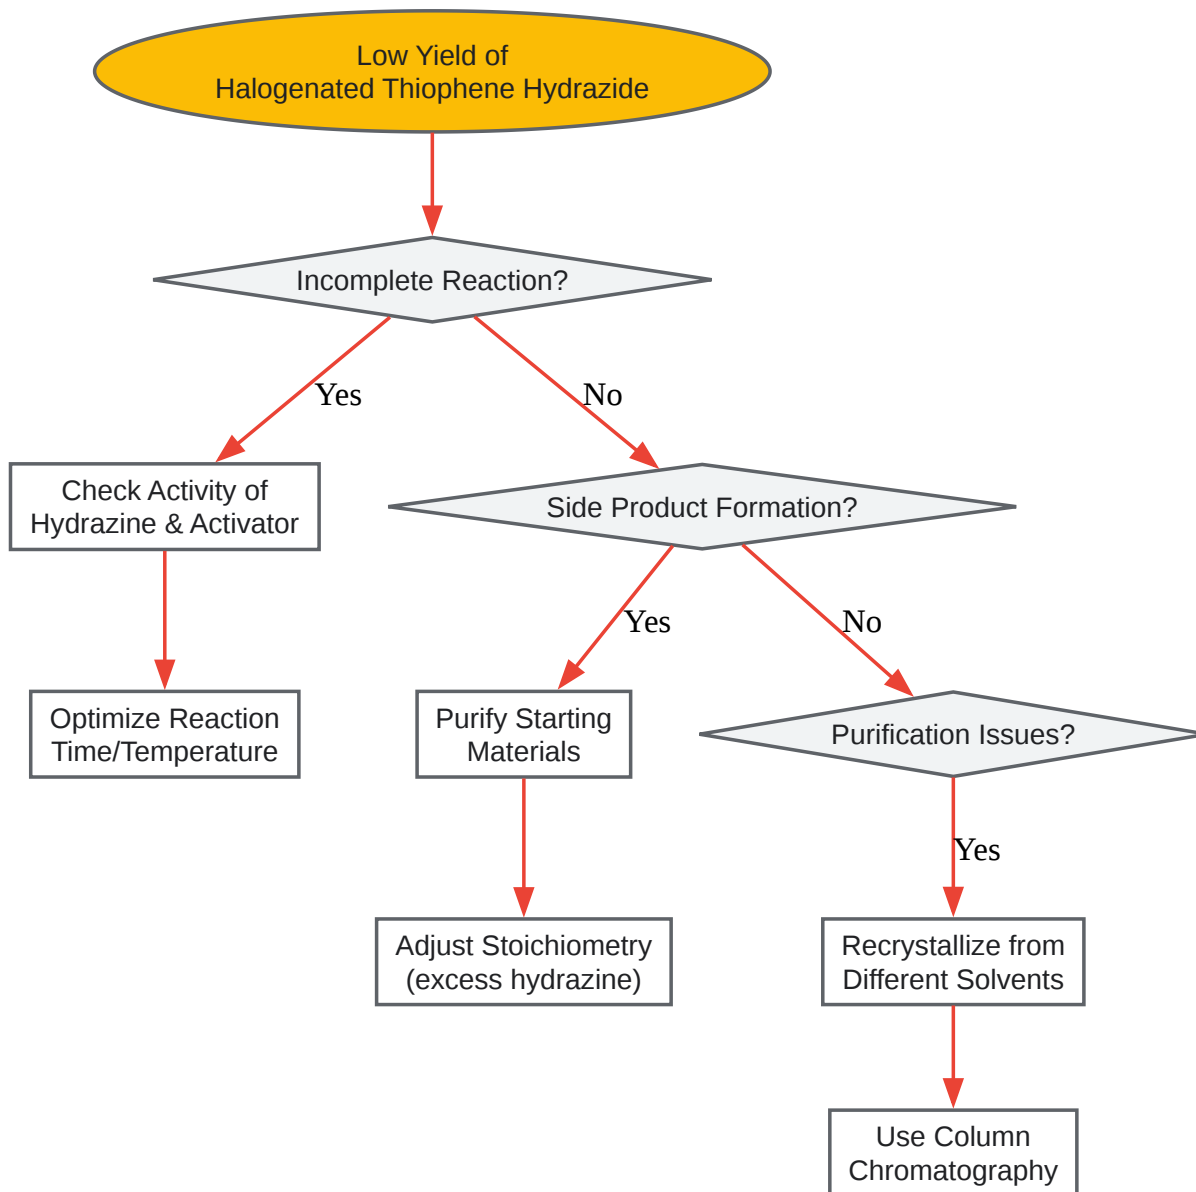 Low Yield of
Halogenated Thiophene Hydrazide
Incomplete Reaction?
Yes
No
Check Activity of
Hydrazine & Activator
Side Product Formation?
Yes
No
Optimize Reaction
Time/Temperature
Purify Starting
Materials
Purification Issues?
Yes
Adjust Stoichiometry
(excess hydrazine)
Recrystallize from
Different Solvents
Use Column
Chromatography